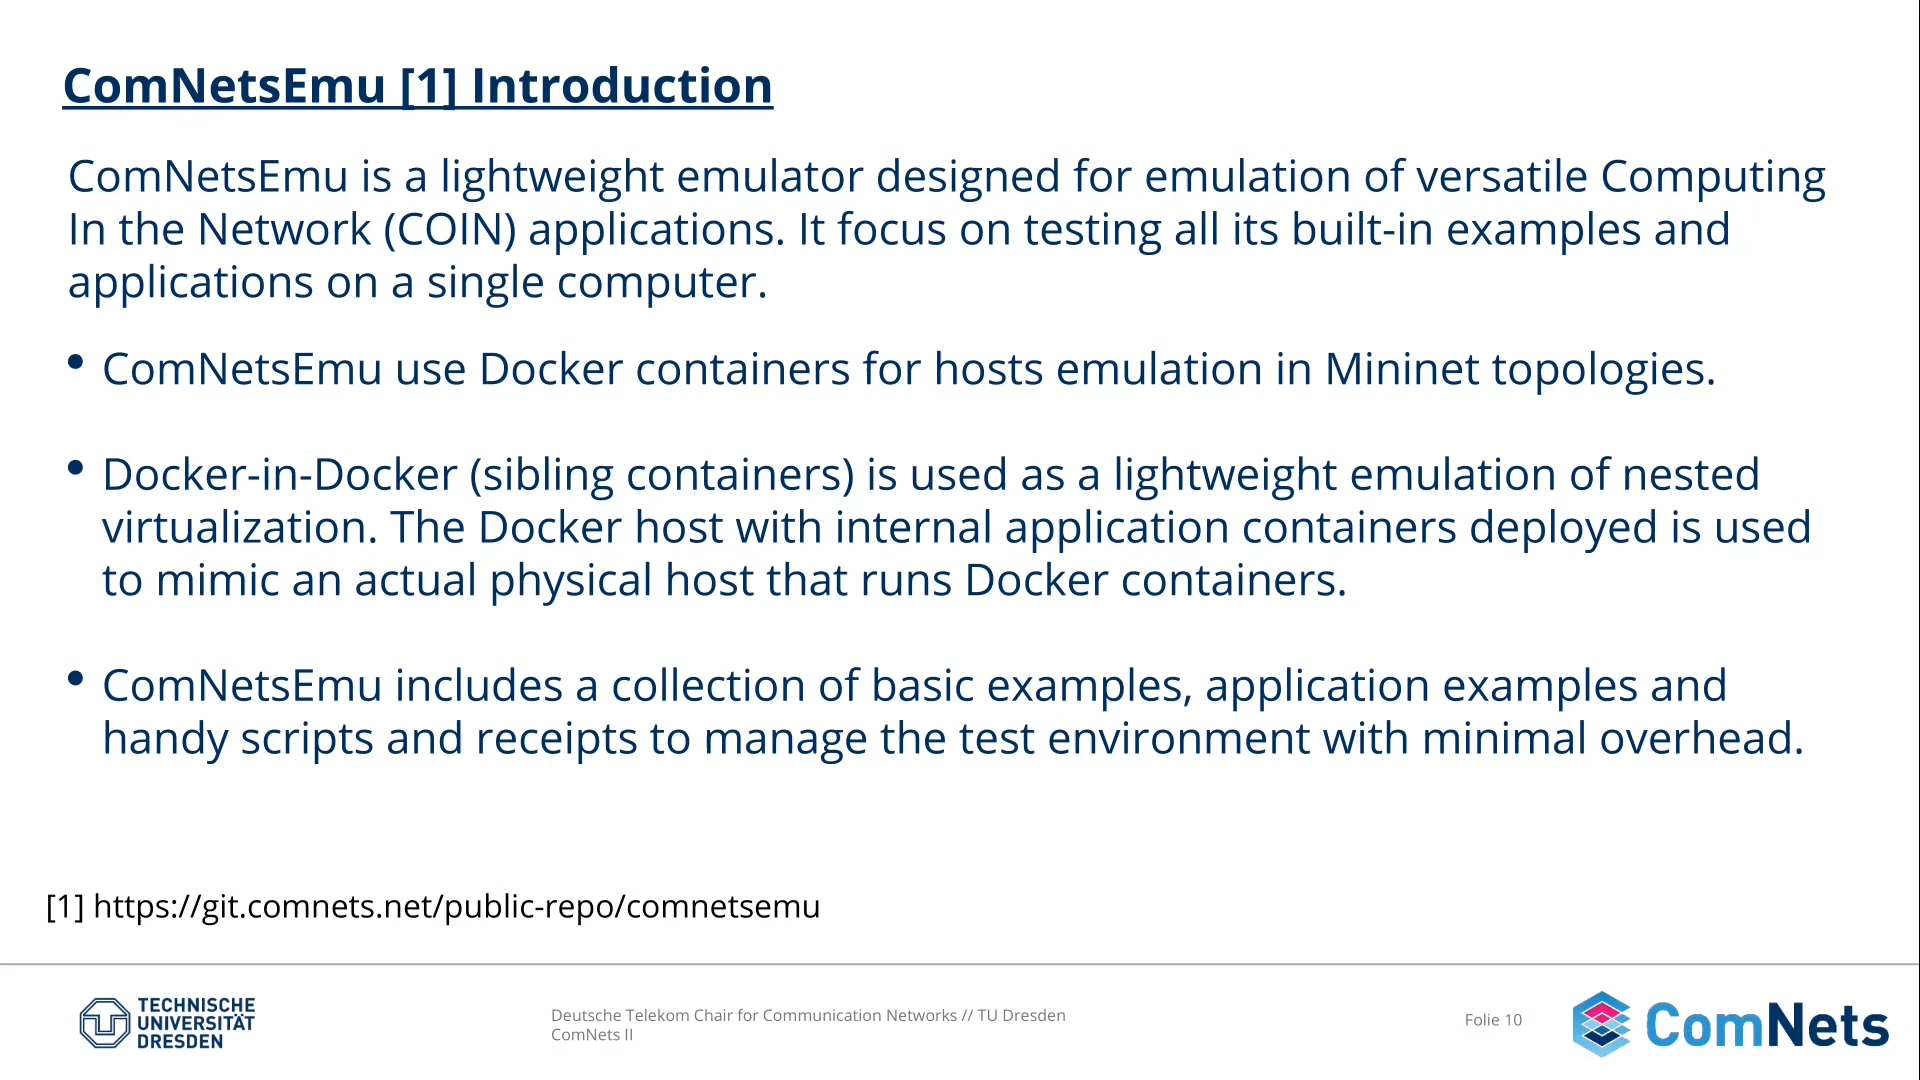 ComNetsEmu [1] Introduction
ComNetsEmu is a lightweight emulator designed for emulation of versatile Computing
In the Network (COIN) applications. It focus on testing all its built-in examples and
applications on a single computer.
• ComNetsEmu use Docker containers for hosts emulation in Mininet topologies.
• Docker-in-Docker (sibling containers) is used as a lightweight emulation of nested
virtualization. The Docker host with internal application containers deployed is used
to mimic an actual physical host that runs Docker containers.
• ComNetsEmu includes a collection of basic examples, application examples and
handy scripts and receipts to manage the test environment with minimal overhead.
[1] https://git.comnets.net/public-repo/comnetsemu
TECHNISCHE
UNIVERSITÄT
DRESDEN
Deutsche Telekom Chair for Communication Networks // TU Dresden
ComNets II
Folie 10
ComNets